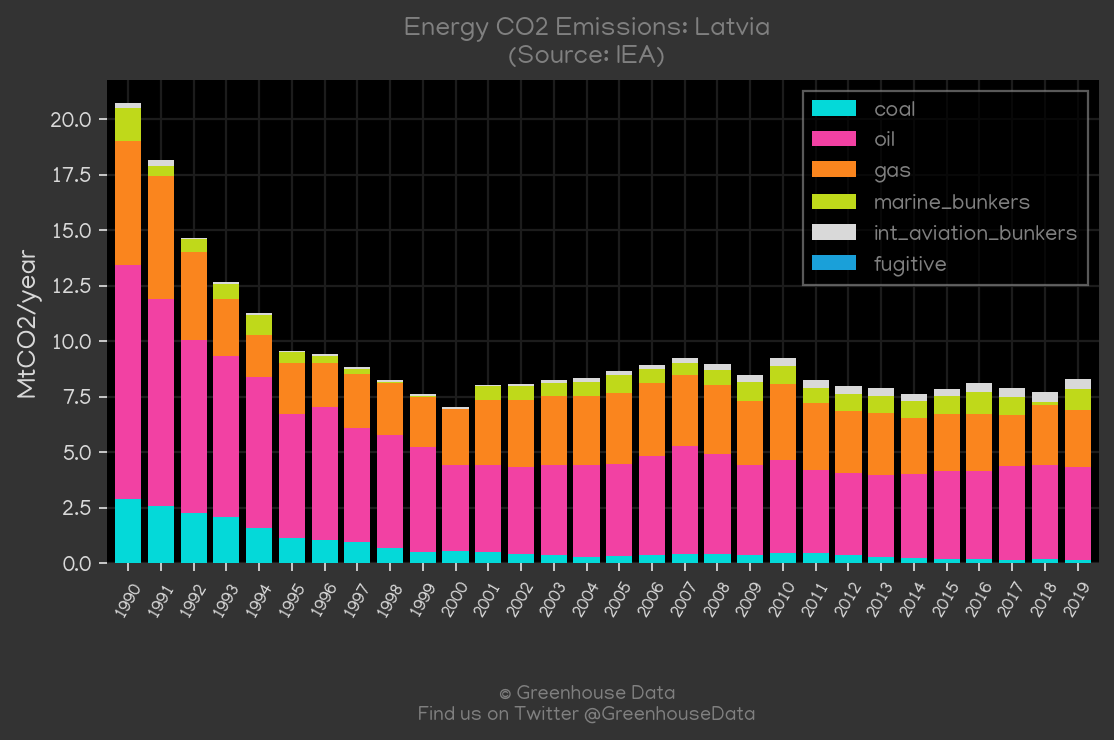 Energy CO2 Emissions: Latvia
(Source: IEA)
MtCO2/year
20.0
17.5
15.0
12.5
10.0
7.5
5.0
2.5
0.0
coal
oil
gas
marine_bunkers
int_aviation_bunkers
fugitive
1990 1991 1992 1993 1994 1995 1996 1997 1998 1999 2000 2001 2002 2003 2004 2005 2006 2007 2008 2009 2010 2011 2012 2013 2014 2015 2016 2017 2018 2019
© Greenhouse Data
Find us on Twitter @GreenhouseData